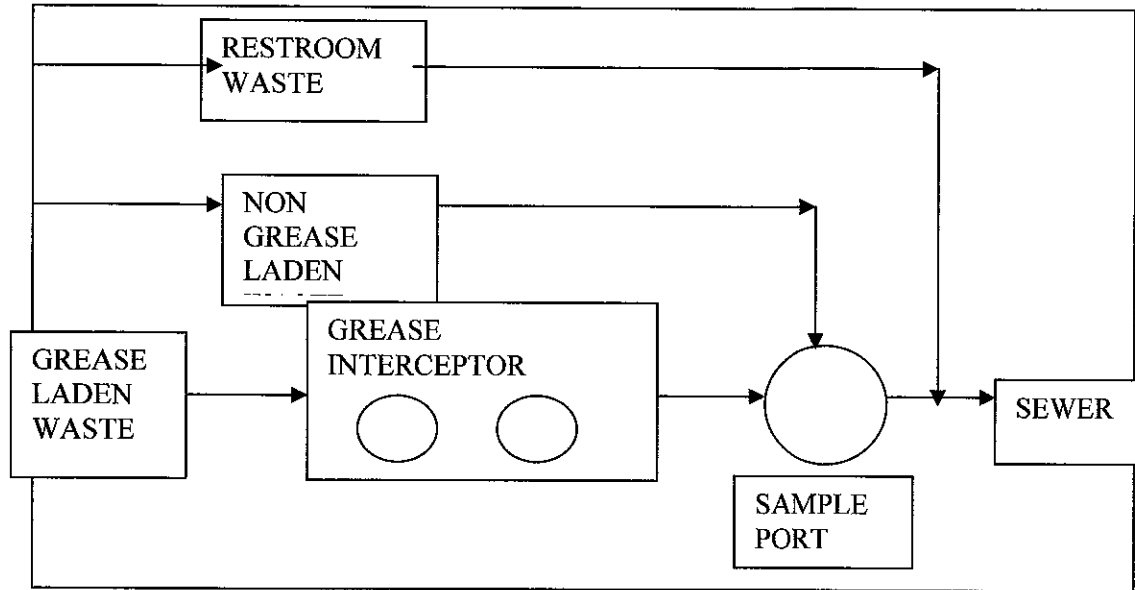 RESTROOM
WASTE
NON
GREASE
LADEN
GREASE
INTERCEPTOR
GREASE
LADEN
WASTE
SEWER
SAMPLE
PORT